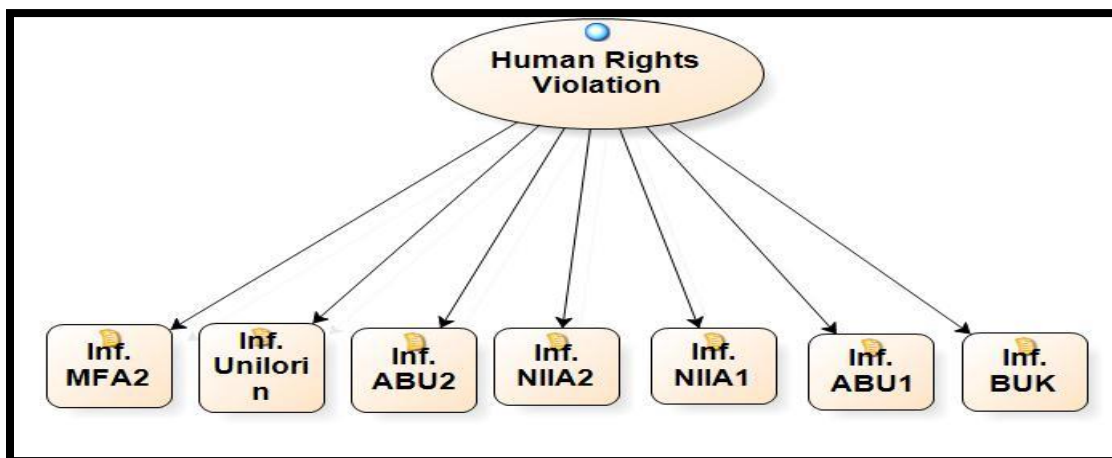 Human Rights
Violation
Inf.
MFA2
Inf.
Unilori
n
Inf.
ABU2
Inf.
NIIA2
Inf.
NIIA1
Inf.
ABU1
Inf.
BUK